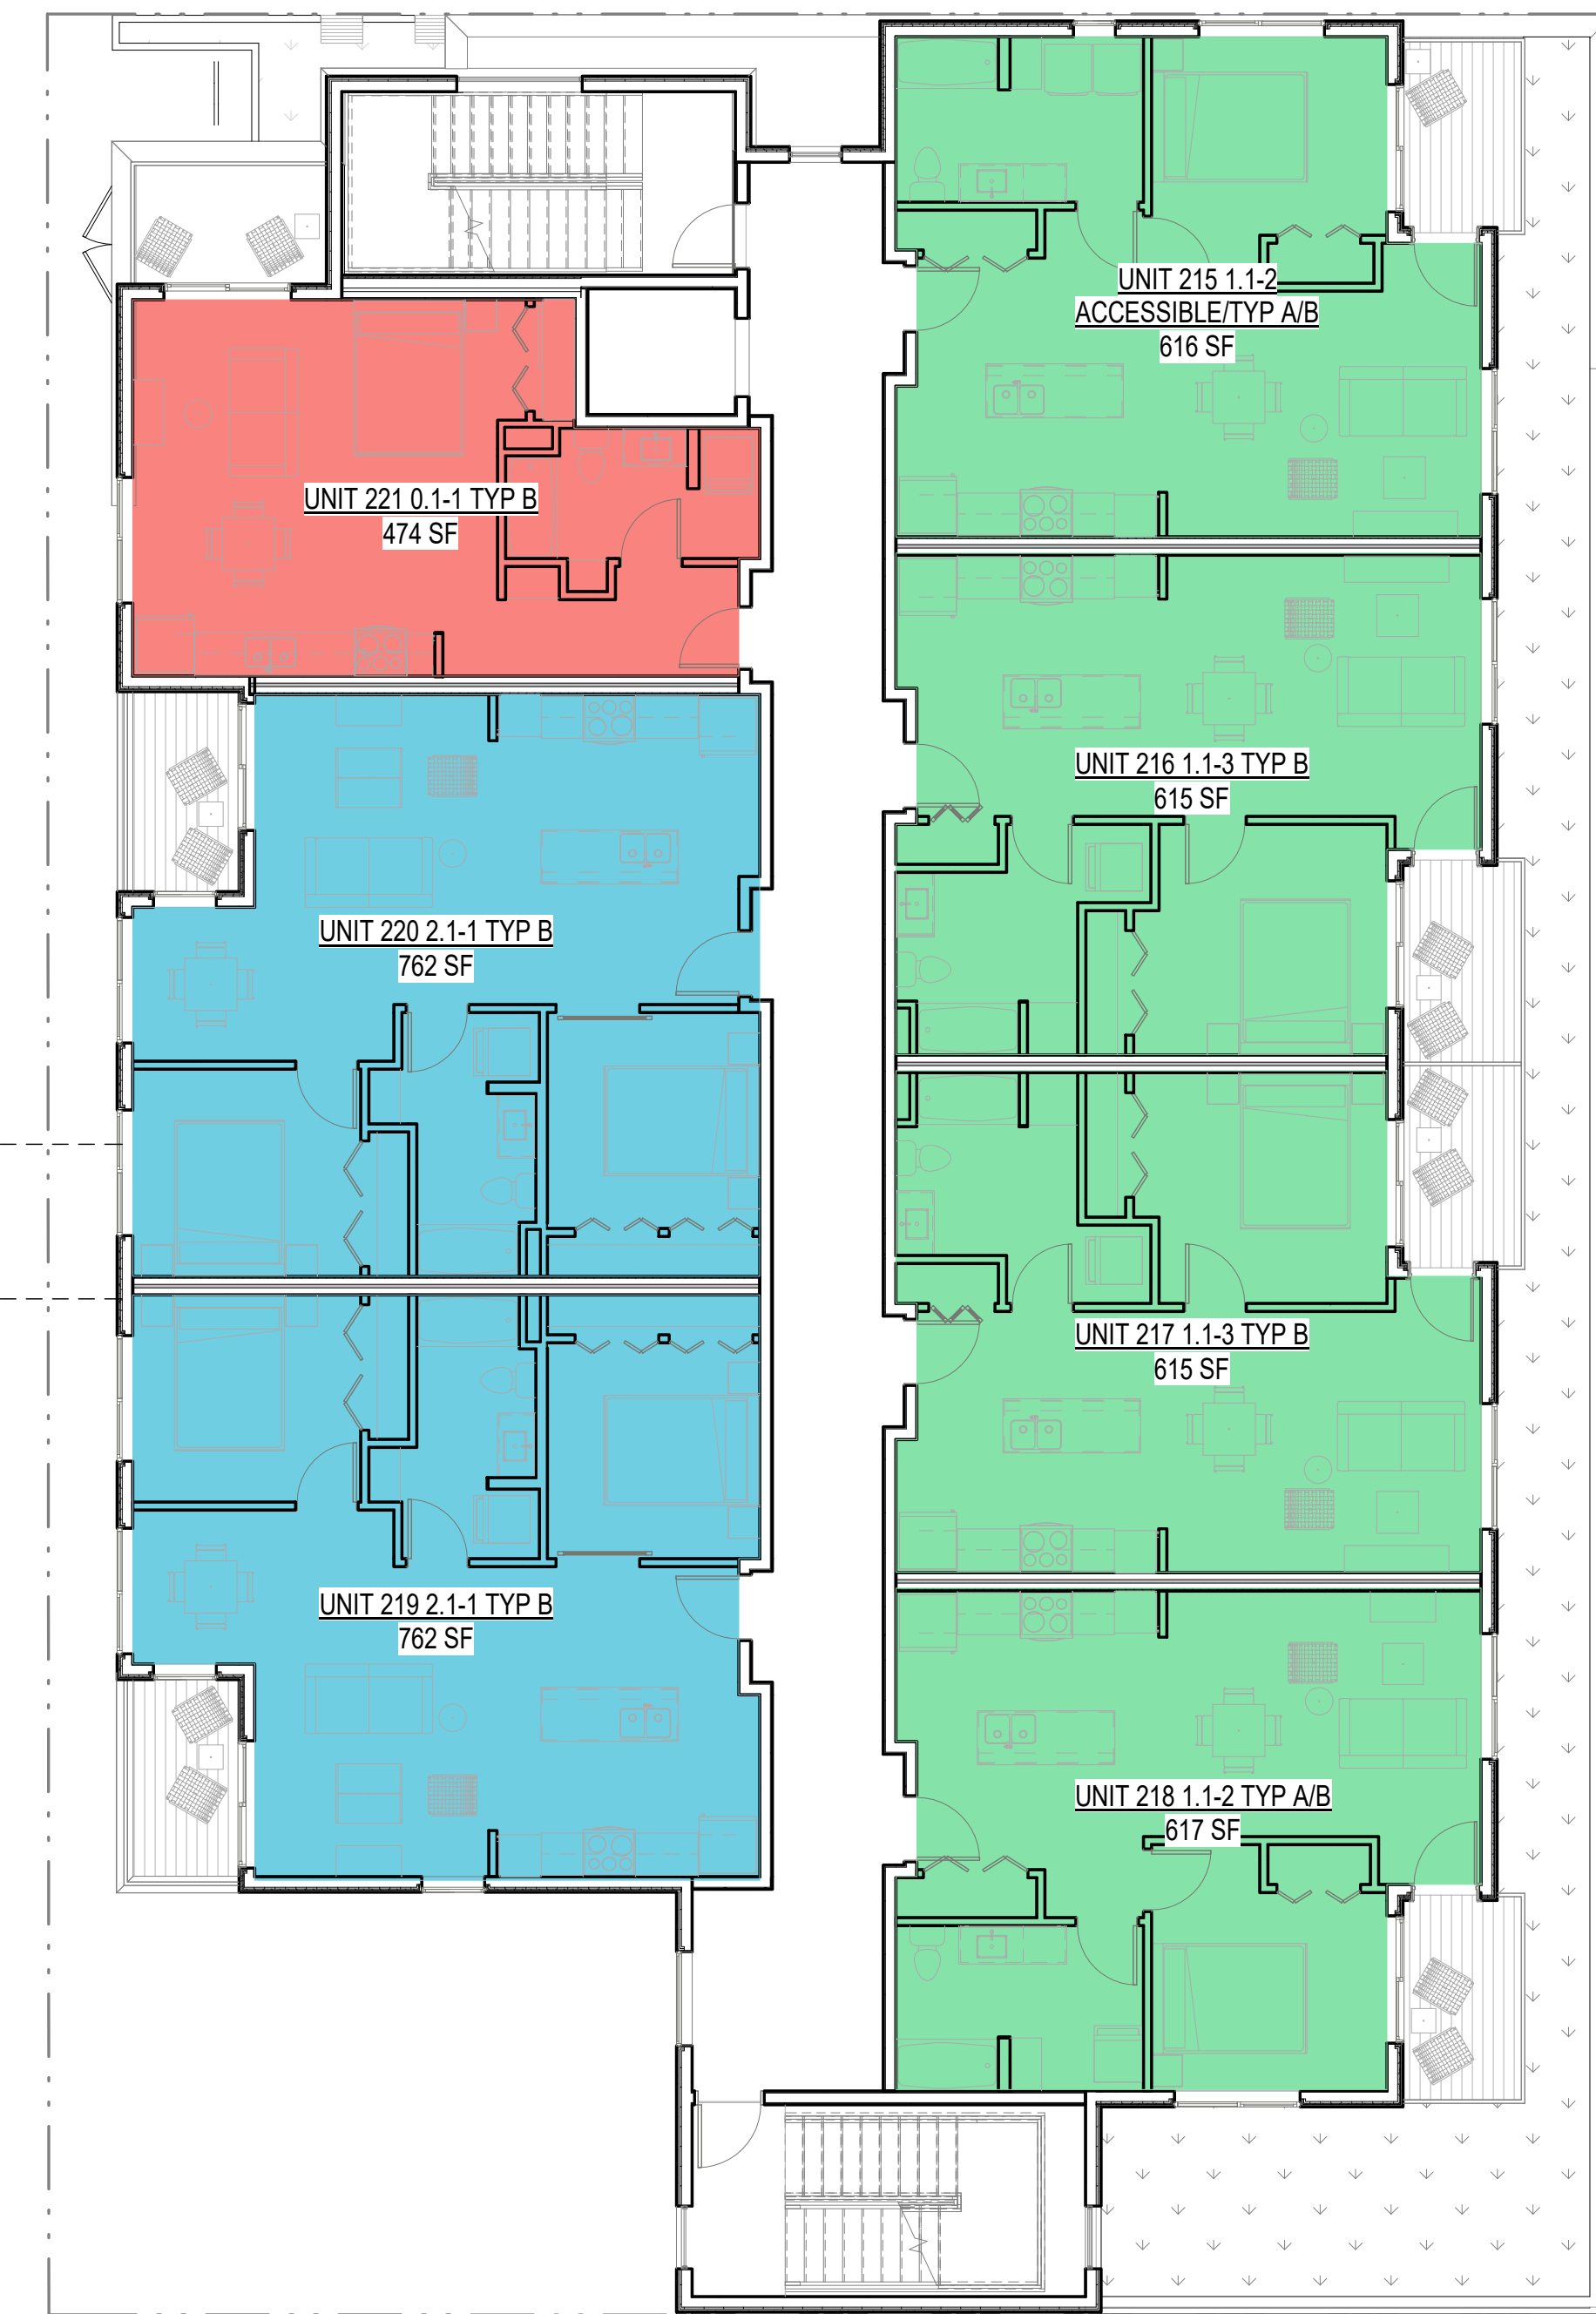 UNIT 215 1.1-2
ACCESSIBLE/TYP A/B
616 SF
UNIT 221 0.1-1 TYP B
474 SF
UNIT 216 1.1-3 TYP B
615 SF
UNIT 220 2.1-1 TYP B
762 SF
UNIT 217 1.1-3 TYP B
615 SF
UNIT 219 2.1-1 TYP B
762 SF
UNIT 218 1.1-2 TYP A/B
617 SF